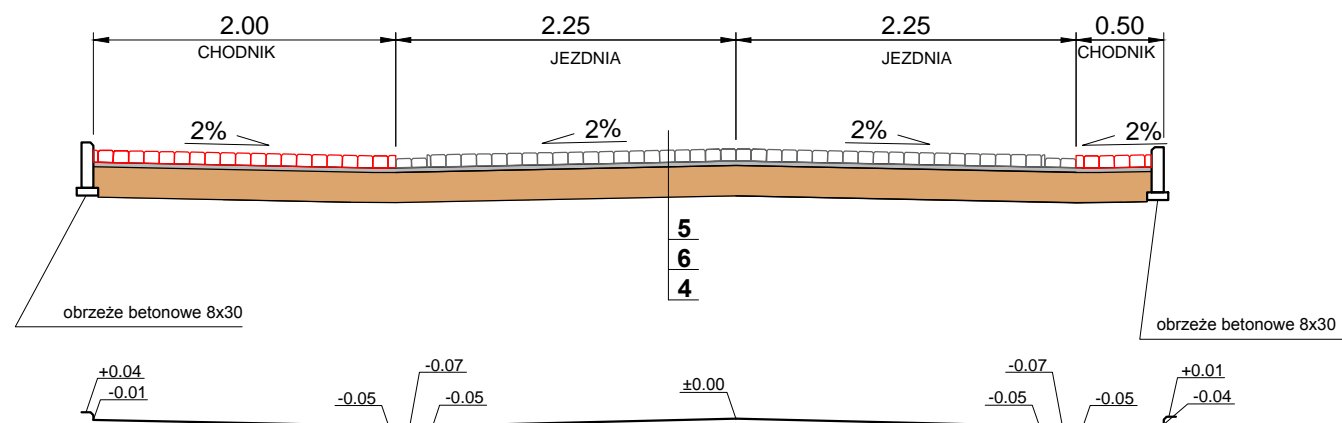 2.00 2.25 2.25 0.50
CHODNIK JEZDNIA JEZDNIA CHODNIK
2% 2% 2% 2%
5
6
4
obrzeże betonowe 8x30
obrzeże betonowe 8x30
+0.04 -0.07 ±0.00 -0.07 +0.01
-0.01 -0.05 -0.05 -0.05 -0.05 -0.04